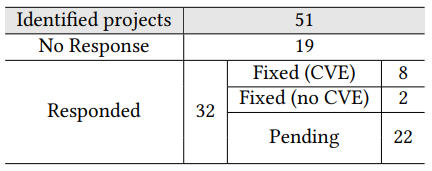 Identified projects 51
No Response 19
Responded 32 Fixed (CVE) 8
Fixed (no CVE) 2
Pending 22